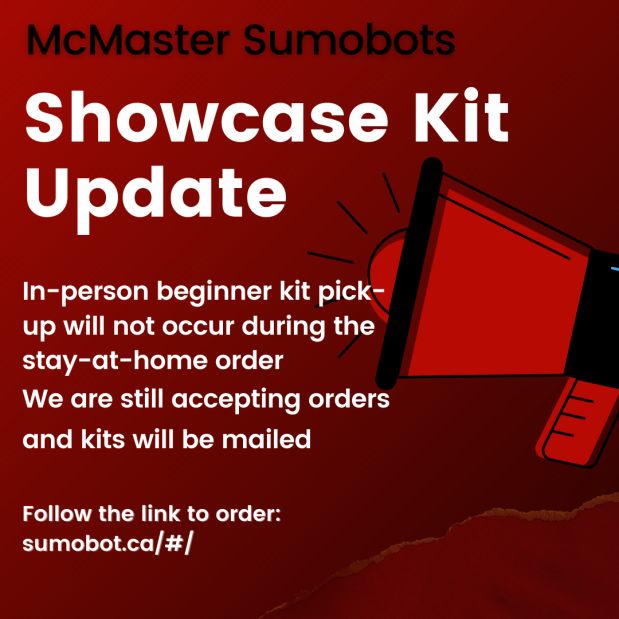 McMaster Sumobots
Showcase Kit
Update
In-person beginner kit pick-
up will not occur during the
stay-at-home order
We are still accepting orders
and kits will be mailed
Follow the link to order:
sumobot.ca/#/